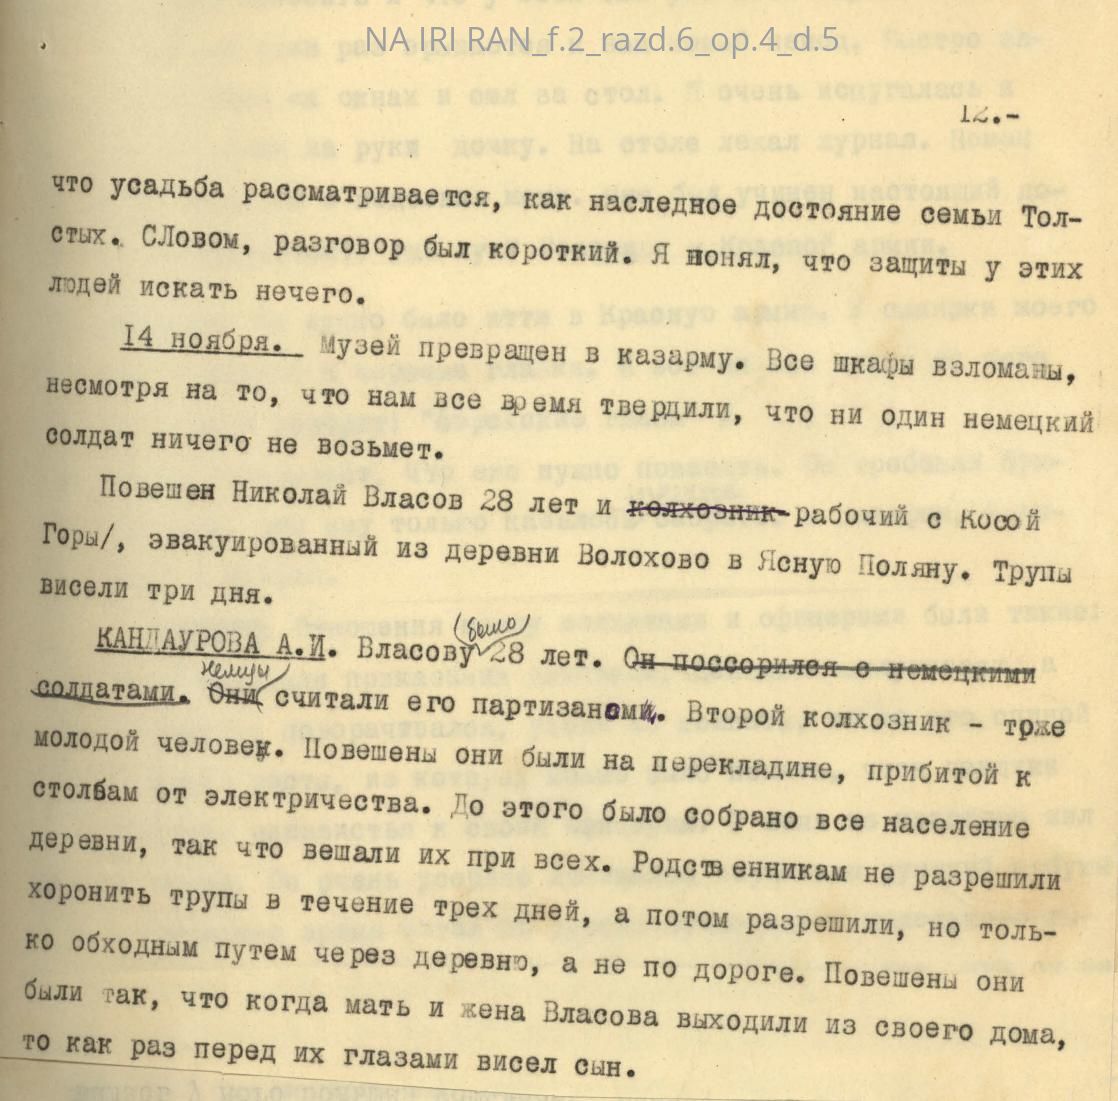 NA IRI RAN_f.2_razd.6_op.4_d.5
12.-
что усадьба рассматривается, как наследное достояние семьи Тол-
стых. СЛовом, разговор был короткий. Я понял, что защиты у этих
людей искать нечего.
14 ноября. Музей превращен в казарму. Все шкафы взломаны,
несмотря на то, что нам все время твердили, что ни один немецкий
солдат ничего не возьмет.
Повешен Николай Власов 28 лет и колхозник-рабочий с Косой
Горы/, эвакуированный из деревни Волохово в Ясную Поляну. Трупы
висели три дня.
(было)
КАНДАУРОВА А.И. Власову 28 лет. Он поссорился с немецкими
немцы
солдатами. Они считали его партизаном. Второй колхозник - тоже
молодой человек. Повешены они были на перекладине, прибитой к
столбам от электричества. До этого было собрано все население
деревни, так что вешали их при всех. Родственникам не разрешили
хоронить трупы в течение трех дней, а потом разрешили, но толь-
ко обходным путем через деревню, а не по дороге. Повешены они
были так, что когда мать и жена Власова выходили из своего дома,
то как раз перед их глазами висел сын.